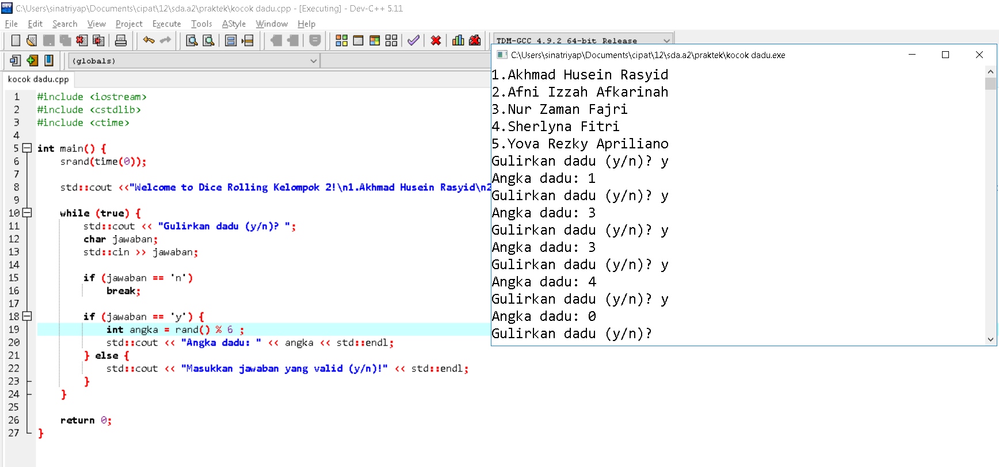 C:\Users\sinatriyap\Documents\cipat\12\sda.a2\praktek\kocok dadu.cpp - [Executing] - Dev-C++ 5.11
File Edit Search View Project Execute Tools AStyle Window Help
TDM-GCC 4.9.2 64-bit Release
(globals)
kocok dadu.cpp
1 #include <iostream>
2 #include <cstdlib>
3 #include <ctime>
4
5 int main() {
6 srand(time(0));
7
8 std::cout <<"Welcome to Dice Rolling Kelompok 2!\n1.Akhmad Husein Rasyid\n2
9
10 while (true) {
11 std::cout << "Gulirkan dadu (y/n)? ";
12 char jawaban;
13 std::cin >> jawaban;
14
15 if (jawaban == 'n')
16 break;
17
18 if (jawaban == 'y') {
19 int angka = rand() % 6 ;
20 std::cout << "Angka dadu: " << angka << std::endl;
21 } else {
22 std::cout << "Masukkan jawaban yang valid (y/n)!" << std::endl;
23 }
24 }
25
26 return 0;
27 }
C:\Users\sinatriyap\Documents\cipat\12\sda.a2\praktek\kocok dadu.exe
1.Akhmad Husein Rasyid
2.Afni Izzah Afkarinah
3.Nur Zaman Fajri
4.Sherlyna Fitri
5.Yova Rezky Apriliano
Gulirkan dadu (y/n)? y
Angka dadu: 1
Gulirkan dadu (y/n)? y
Angka dadu: 3
Gulirkan dadu (y/n)? y
Angka dadu: 3
Gulirkan dadu (y/n)? y
Angka dadu: 4
Gulirkan dadu (y/n)? y
Angka dadu: 0
Gulirkan dadu (y/n)?